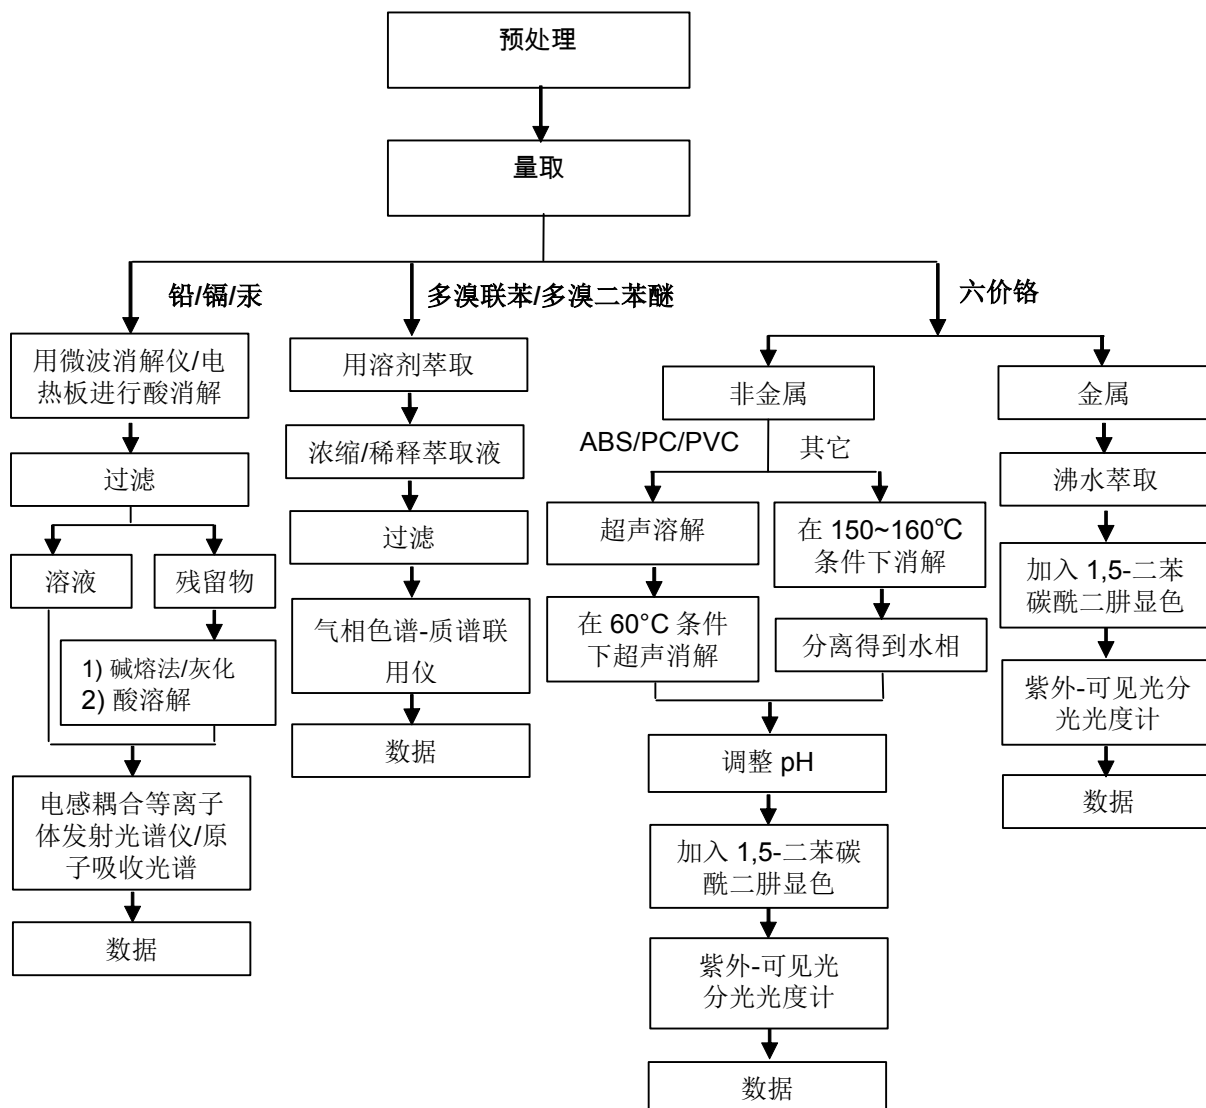 预处理
量取
铅/镉/汞
多溴联苯/多溴二苯醚
六价铬
用微波消解仪/电
热板进行酸消解
过滤
溶液
残留物
1) 碱熔法/灰化
2) 酸溶解
电感耦合等离子
体发射光谱仪/原
子吸收光谱
数据
用溶剂萃取
浓缩/稀释萃取液
过滤
气相色谱-质谱联
用仪
数据
非金属
ABS/PC/PVC
其它
超声溶解
在 60°C 条件
下超声消解
在 150~160℃
条件下消解
分离得到水相
调整 pH
加入 1,5-二苯碳
酰二肼显色
紫外-可见光
分光光度计
数据
金属
沸水萃取
加入 1,5-二苯
碳酰二肼显色
紫外-可见光分
光光度计
数据